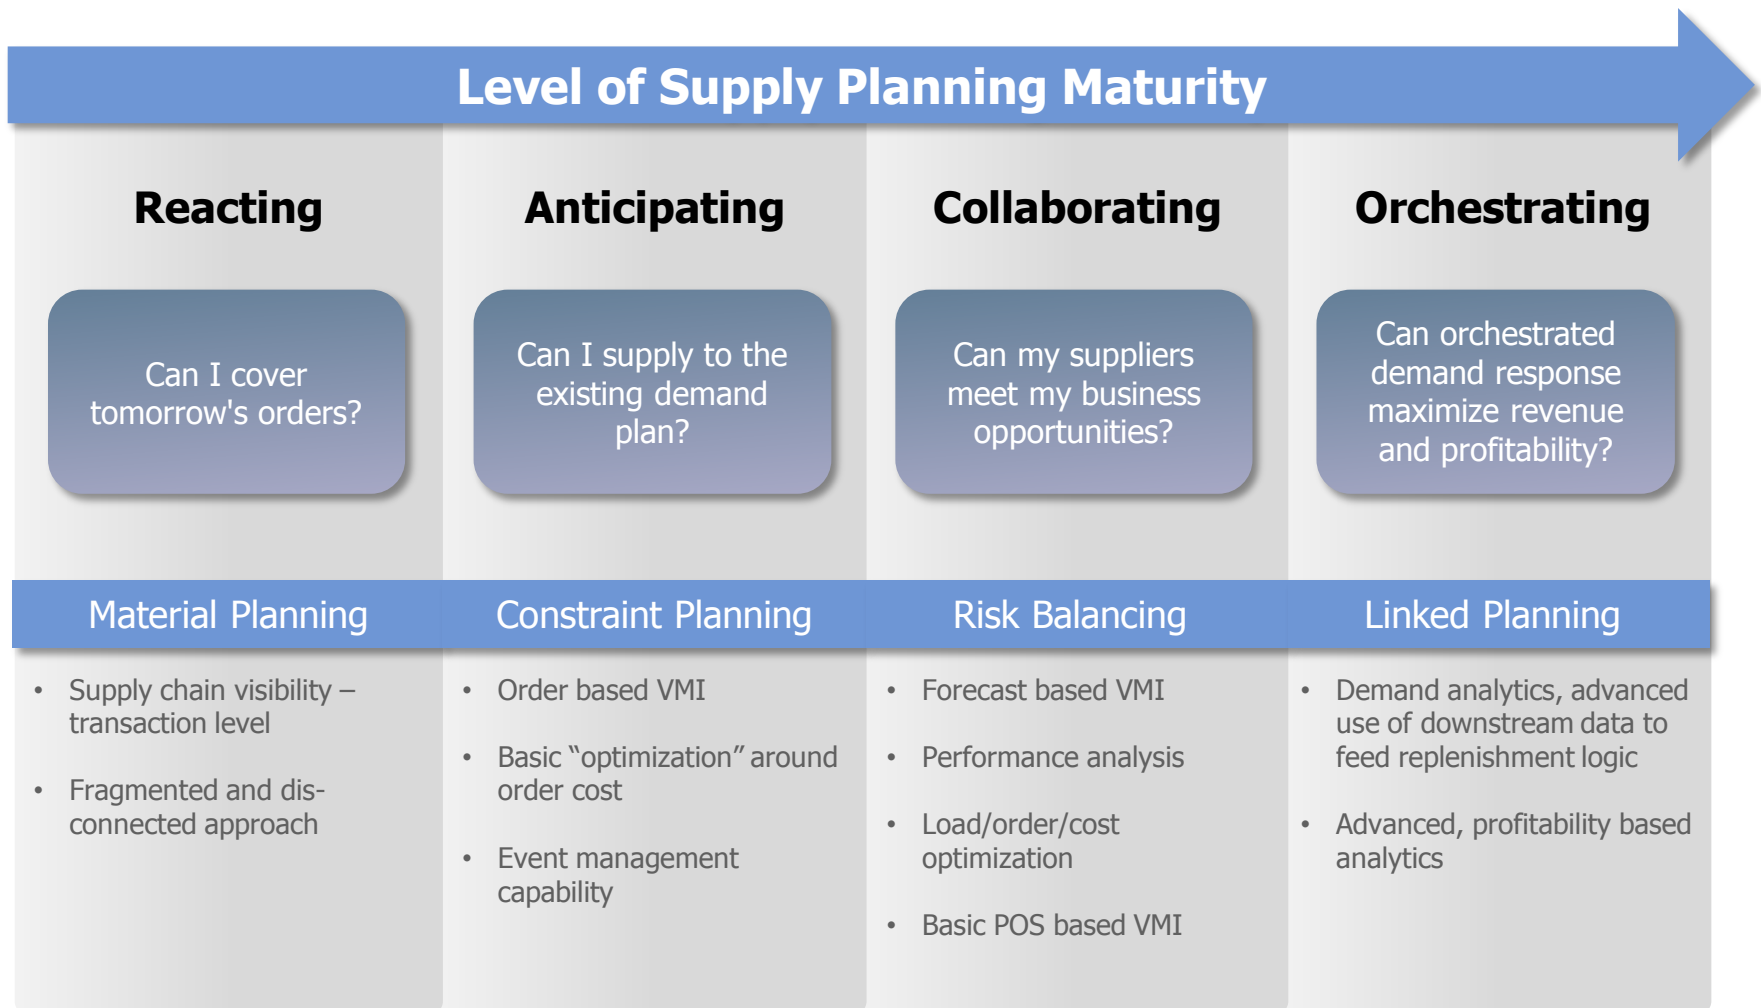 Level of Supply Planning Maturity
Reacting
Can I cover
tomorrow's orders?
Material Planning
• Supply chain visibility –
transaction level
• Fragmented and dis-
connected approach
Anticipating
Can I supply to the
existing demand
plan?
Constraint Planning
• Order based VMI
• Basic “optimization” around
order cost
• Event management
capability
Collaborating
Can my suppliers
meet my business
opportunities?
Risk Balancing
• Forecast based VMI
• Performance analysis
• Load/order/cost
optimization
• Basic POS based VMI
Orchestrating
Can orchestrated
demand response
maximize revenue
and profitability?
Linked Planning
• Demand analytics, advanced
use of downstream data to
feed replenishment logic
• Advanced, profitability based
analytics